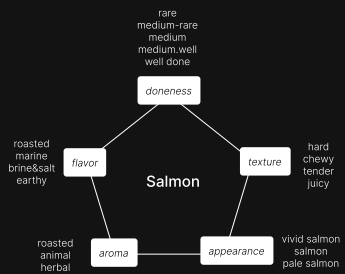 rare
medium-rare
medium
medium.well
well done
doneness
roasted
marine
brine&salt
earthy
flavor
texture
hard
chewy
tender
juicy
Salmon
roasted
animal
herbal
aroma
appearance
vivid salmon
salmon
pale salmon